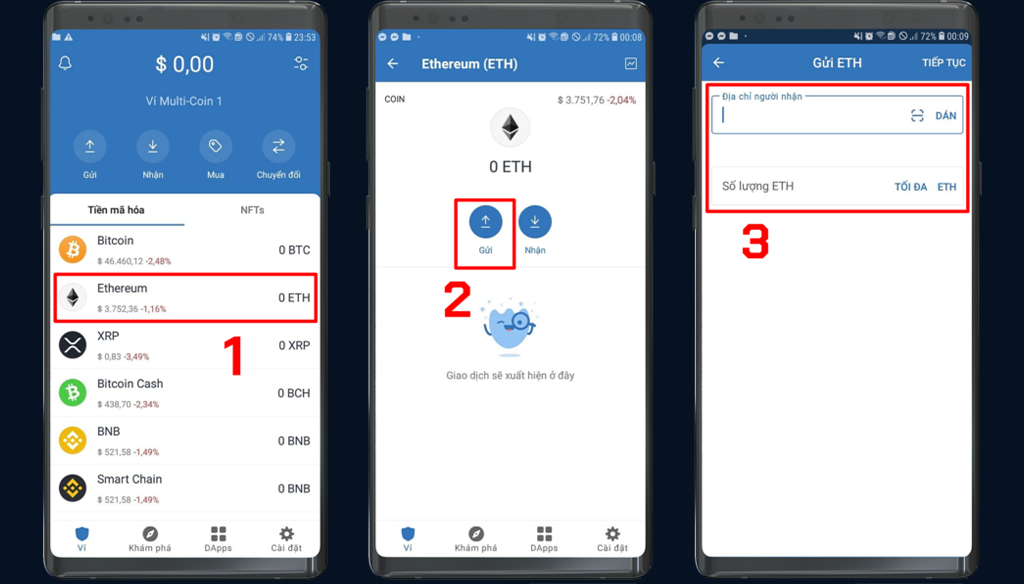 74% 23:53
$ 0,00
Ví Multi-Coin 1
Gửi Nhận Mua Chuyển đổi
Tiền mã hóa NFTs
Bitcoin
0 BTC
$ 46.460,12 -2,48%
Ethereum
0 ETH
$ 3.752,36 -1,16%
XRP
0 XRP
$ 0,83 -3,49%
Bitcoin Cash
0 BCH
$ 438,70 -2,34%
BNB
0 BNB
$ 521,58 -1,49%
Smart Chain
0 BNB
$ 521,58 -1,49%
Ví Khám phá DApps Cài đặt
1
72% 00:08
Ethereum (ETH)
COIN $ 3.751,76 -2,04%
0 ETH
Gửi Nhận
2
Giao dịch sẽ xuất hiện ở đây
Ví Khám phá DApps Cài đặt
72% 00:09
Gửi ETH TIẾP TỤC
Địa chỉ người nhận
DÁN
Số lượng ETH TỐI ĐA ETH
3